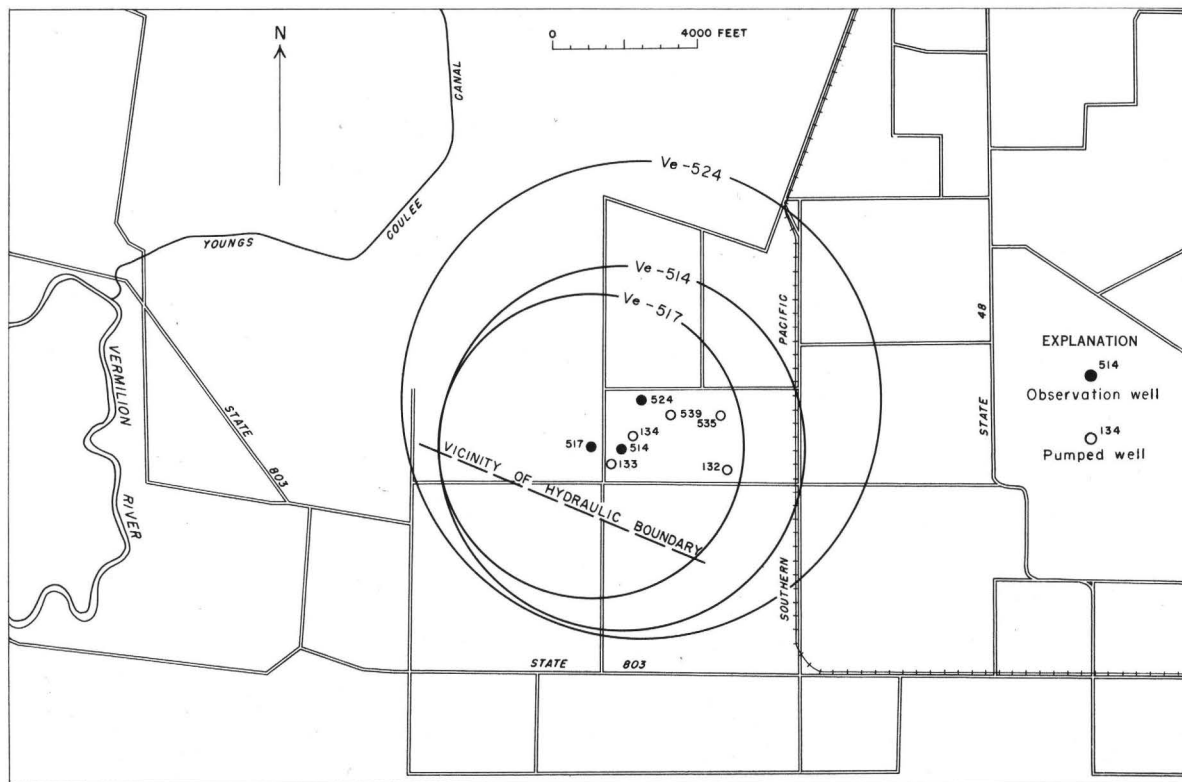 N
0 4000 FEET
CANAL
COULEE
YOUNGS
Ve-524
Ve-514
Ve-517
PACIFIC
48
STATE
EXPLANATION
514
Observation well
134
Pumped well
VERMILION
RIVER
STATE
803
524
539
535
134
517
514
133
132
VICINITY OF HYDRAULIC BOUNDARY
SOUTHERN
STATE 803